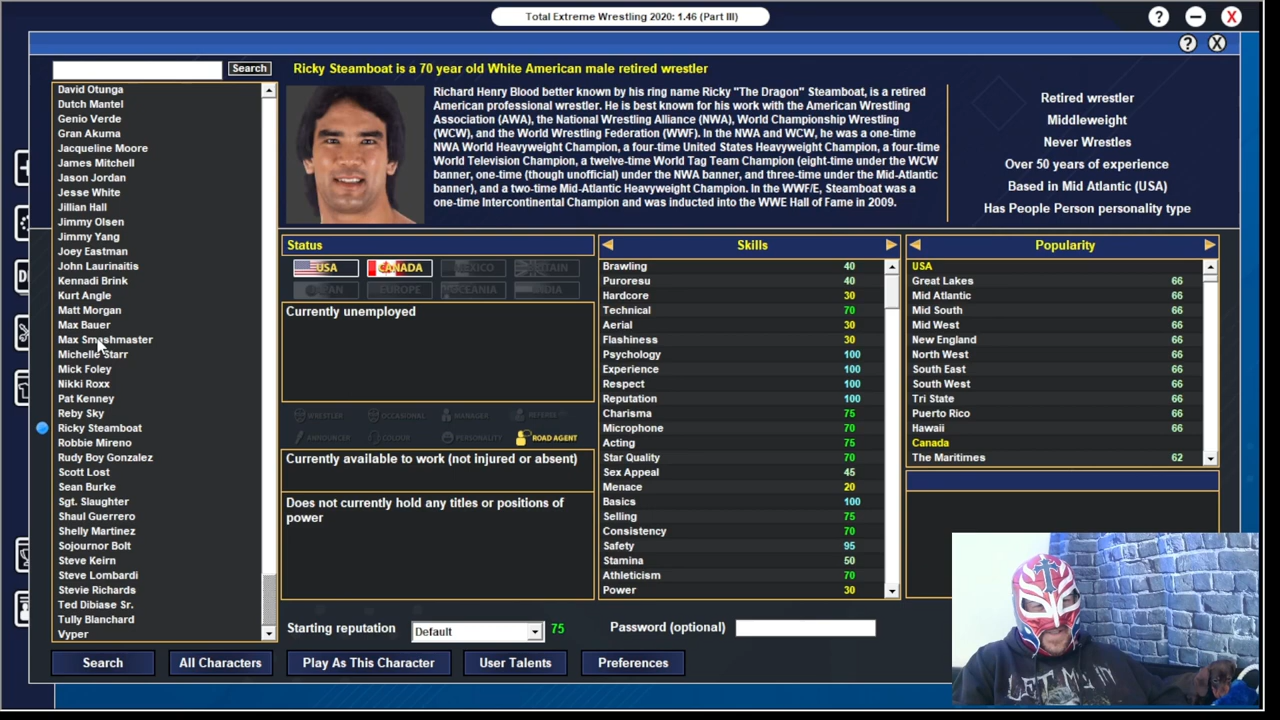 Total Extreme Wrestling 2020: 1.46 (Part III)
?
X
? X
Search
Ricky Steamboat is a 70 year old White American male retired wrestler
David Otunga
Dutch Mantel
Genio Verde
Gran Akuma
Jacqueline Moore
James Mitchell
Jason Jordan
Jesse White
Jillian Hall
Jimmy Olsen
Jimmy Yang
Joey Eastman
John Laurinaitis
Kennadi Brink
Kurt Angle
Matt Morgan
Max Bauer
Max Smashmaster
Michelle Starr
Mick Foley
Nikki Roxx
Pat Kenney
Reby Sky
Ricky Steamboat
Robbie Mireno
Rudy Boy Gonzalez
Scott Lost
Sean Burke
Sgt. Slaughter
Shaul Guerrero
Shelly Martinez
Sojournor Bolt
Steve Keirn
Steve Lombardi
Stevie Richards
Ted Dibiase Sr.
Tully Blanchard
Vyper
Richard Henry Blood better known by his ring name Ricky "The Dragon" Steamboat, is a retired
American professional wrestler. He is best known for his work with the American Wrestling
Association (AWA), the National Wrestling Alliance (NWA), World Championship Wrestling
(WCW), and the World Wrestling Federation (WWF). In the NWA and WCW, he was a one-time
NWA World Heavyweight Champion, a four-time United States Heavyweight Champion, a four-time
World Television Champion, a twelve-time World Tag Team Champion (eight-time under the WCW
banner, one-time (though unofficial) under the NWA banner, and three-time under the Mid-Atlantic
banner), and a two-time Mid-Atlantic Heavyweight Champion. In the WWF/E, Steamboat was a
one-time Intercontinental Champion and was inducted into the WWE Hall of Fame in 2009.
Retired wrestler
Middleweight
Never Wrestles
Over 50 years of experience
Based in Mid Atlantic (USA)
Has People Person personality type
Status
USA CANADA MEXICO BRITAIN
EUROPE OCEANIA INDIA
Currently unemployed
WRESTLER OCCASIONAL MANAGER REFEREE
ANNOUNCER COLOUR PERSONALITY ROAD AGENT
Currently available to work (not injured or absent)
Does not currently hold any titles or positions of
power
Skills
Brawling 40
Puroresu 40
Hardcore 30
Technical 70
Aerial 30
Flashiness 30
Psychology 100
Experience 100
Respect 100
Reputation 100
Charisma 75
Microphone 70
Acting 75
Star Quality 70
Sex Appeal 45
Menace 20
Basics 100
Selling 75
Consistency 70
Safety 95
Stamina 50
Athleticism 70
Power 30
Popularity
USA
Great Lakes 66
Mid Atlantic 66
Mid South 66
Mid West 66
New England 66
North West 66
South East 66
South West 66
Tri State 66
Puerto Rico 66
Hawaii 66
Canada
The Maritimes 62
Starting reputation Default 75
Password (optional)
Search
All Characters
Play As This Character
User Talents
Preferences
LET ME IN